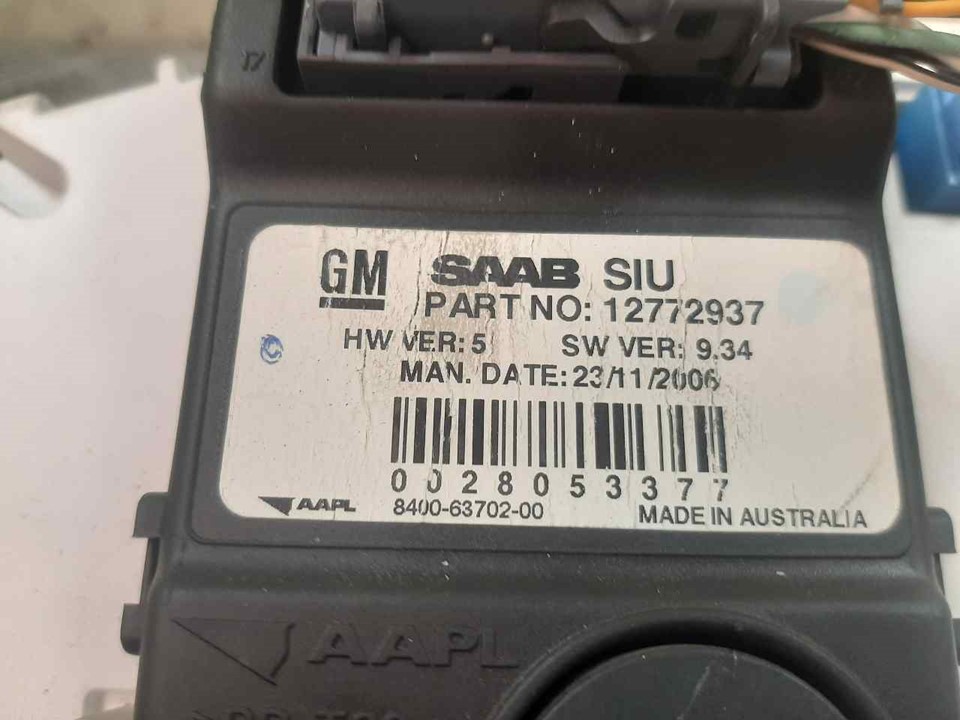 17
GM SAAB SIU
PART NO: 12772937
HW VER: 5 SW VER: 9.34
MAN. DATE: 23/11/2006
0028053377
AAPL 8400-63702-00 MADE IN AUSTRALIA
AAPL